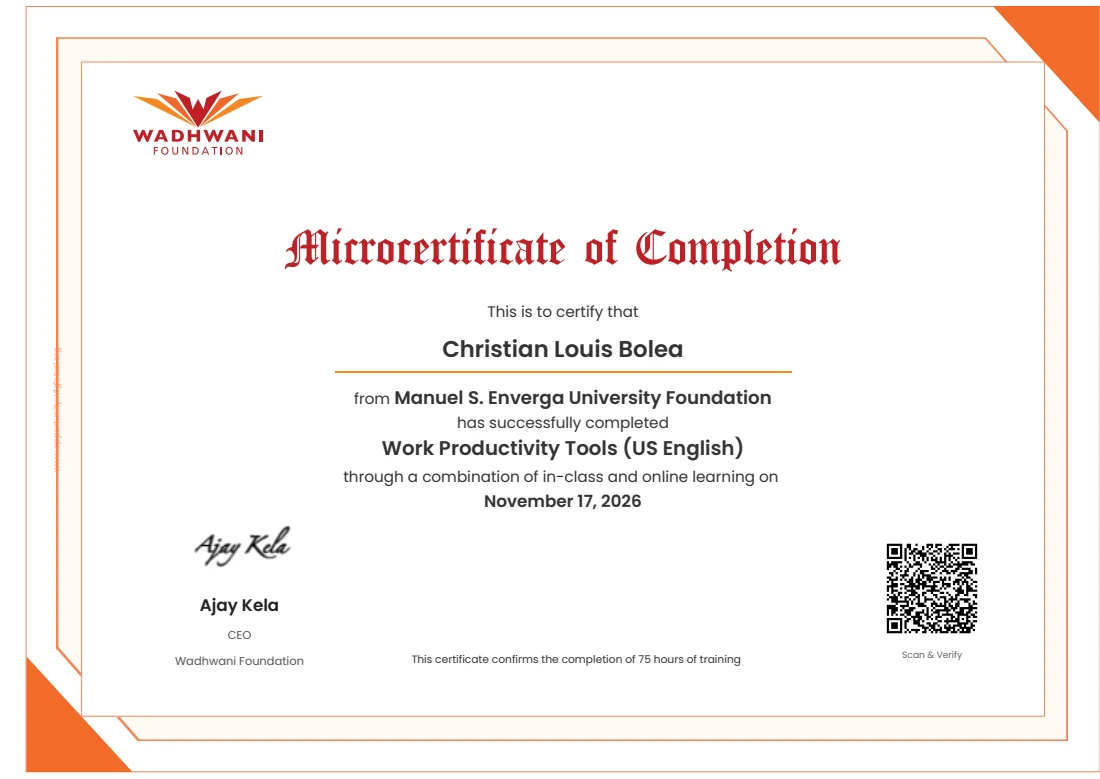 WADHWANI
FOUNDATION
Microcertificate of Completion
This is to certify that
Christian Louis Bolea
from Manuel S. Enverga University Foundation
has successfully completed
Work Productivity Tools (US English)
through a combination of in-class and online learning on
November 17, 2026
Ajay Kela
Ajay Kela
CEO
Wadhwani Foundation
This certificate confirms the completion of 75 hours of training
Scan & Verify